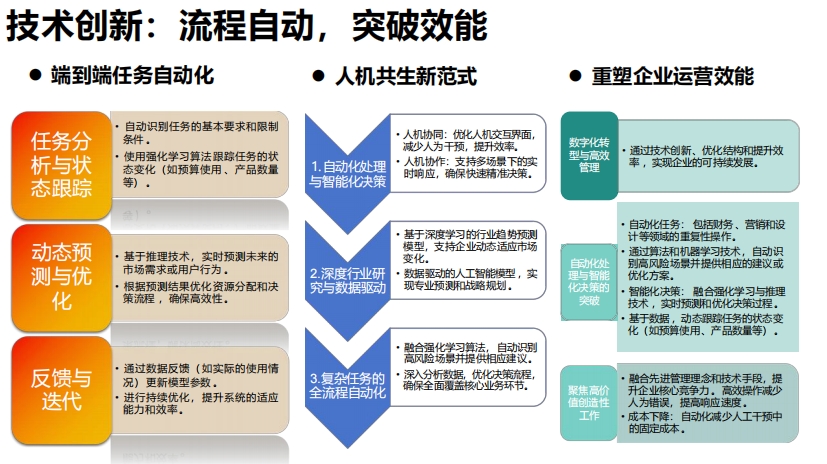 技术创新：流程自动，突破效能
● 端到端任务自动化
任务分
析与状
态跟踪
• 自动识别任务的基本要求和限制
条件。
• 使用强化学习算法跟踪任务的状
态变化（如预算使用、产品数量
等）。
动态预
测与优
化
• 基于推理技术，实时预测未来的
市场需求或用户行为。
• 根据预测结果优化资源分配和决
策流程，确保高效性。
反馈与
迭代
• 通过数据反馈（如实际的使用情
况）更新模型参数。
• 进行持续优化，提升系统的适应
能力和效率。
● 人机共生新范式
1.自动化处理
与智能化决策
• 人机协同：优化人机交互界面，
减少人为干预，提升效率。
• 人机协作：支持多场景下的实
时响应，确保快速精准决策。
2.深度行业研
究与数据驱动
• 基于深度学习的行业趋势预测
模型，支持企业动态适应市场
变化。
• 数据驱动的人工智能模型，实
现专业预测和战略规划。
3.复杂任务的
全流程自动化
• 融合强化学习算法，自动识别
高风险场景并提供相应建议。
• 深入分析数据，优化决策流程，
确保全面覆盖核心业务环节。
● 重塑企业运营效能
数字化转
型与高效
管理
• 通过技术创新、优化结构和提升效
率，实现企业的可持续发展。
自动化处
理与智能
化决策的
突破
• 自动化任务：包括财务、营销和设
计等领域的重复性操作。
• 通过算法和机器学习技术，自动识
别高风险场景并提供相应的建议或
优化方案。
• 智能化决策：融合强化学习与推理
技术，实时预测和优化决策过程。
• 基于数据，动态跟踪任务的状态变
化（如预算使用、产品数量等）。
聚焦高价
值创造性
工作
• 融合先进管理理念和技术手段，提
升企业核心竞争力。高效操作减少
人为错误，提高响应速度。
• 成本下降：自动化减少人工干预中
的固定成本。